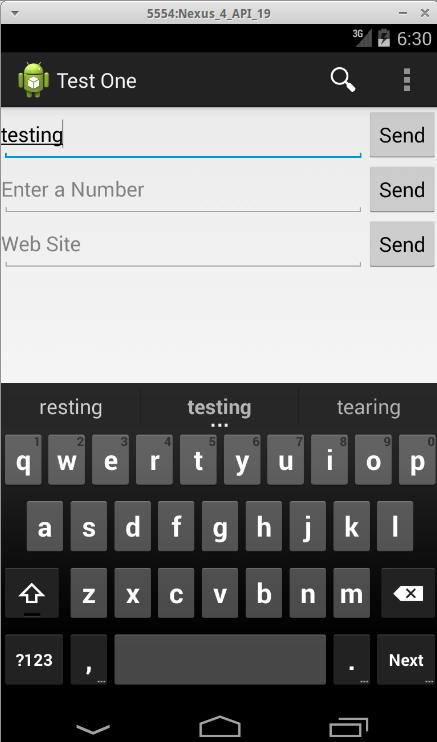 5554:Nexus_4_API_19
3G 6:30
Test One
testing Send
Enter a Number Send
Web Site Send
resting testing tearing
...
1 2 3 4 5 6 7 8 9 0
q w e r t y u i o p
a s d f g h j k l
z x c v b n m
?123 , . Next